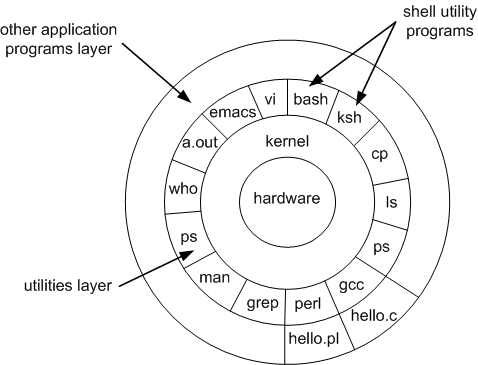 shell utility
programs
other application
programs layer
emacs
vi
bash
ksh
a.out
kernel
cp
who
hardware
ls
ps
ps
utilities layer
man
gcc
grep
perl
hello.c
hello.pl